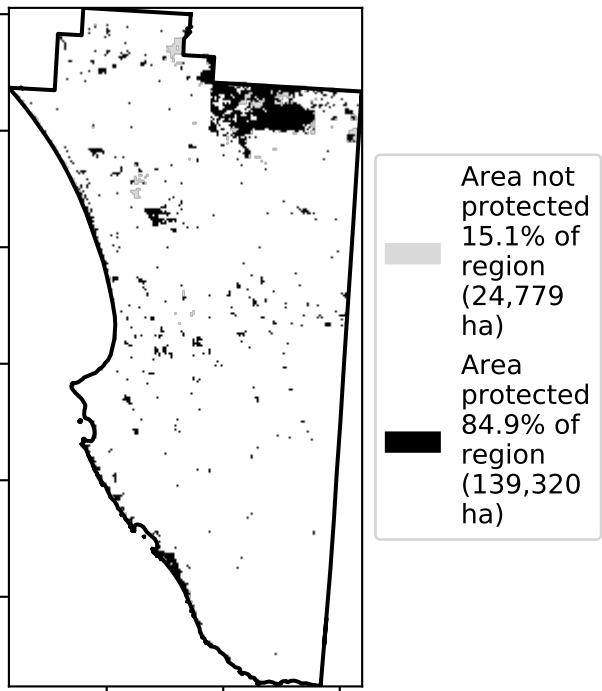 Area not
protected
15.1% of
region
(24,779
ha)
Area
protected
84.9% of
region
(139,320
ha)